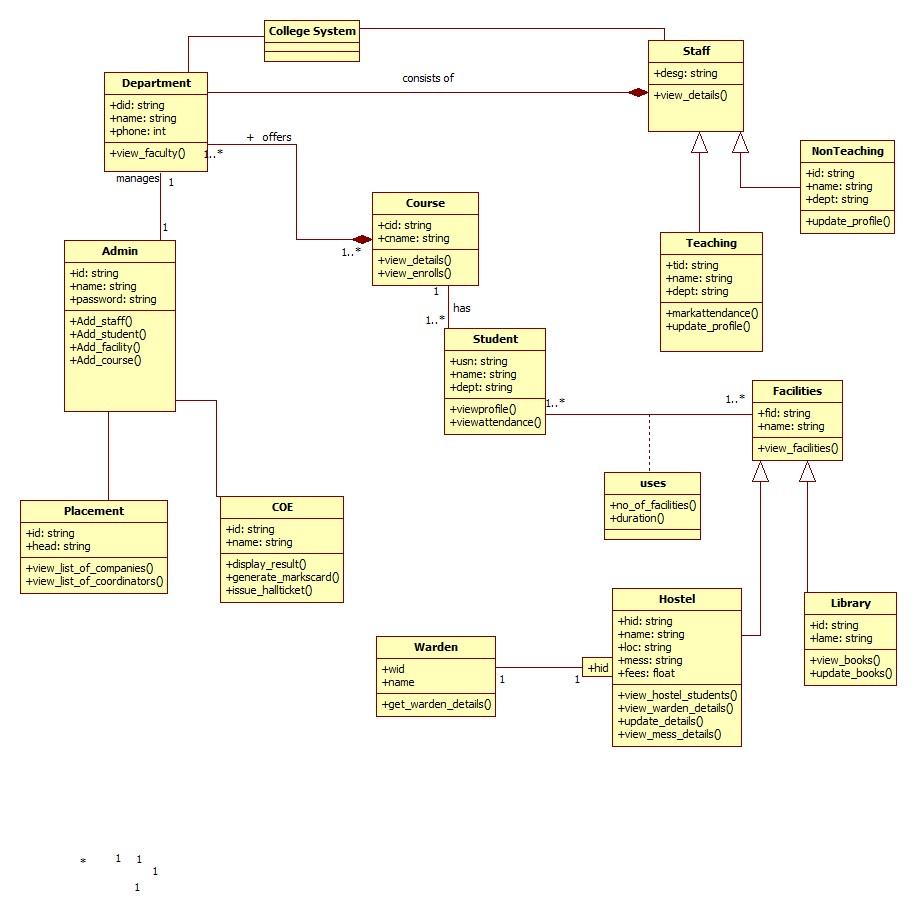 College System
Staff
+desg: string
+view_details()
consists of
Department
+did: string
+name: string
+phone: int
+view_faculty()
1..*
+ offers
manages
1
1
NonTeaching
+id: string
+name: string
+dept: string
+update_profile()
Course
+cid: string
+cname: string
+view_details()
+view_enrolls()
1..*
1
has
1..*
Teaching
+tid: string
+name: string
+dept: string
+markattendance()
+update_profile()
Admin
+id: string
+name: string
+password: string
+Add_staff()
+Add_student()
+Add_facility()
+Add_course()
Student
+usn: string
+name: string
+dept: string
+viewprofile()
+viewattendance()
1..*
1..*
Facilities
+fid: string
+name: string
+view_facilities()
uses
+no_of_facilities()
+duration()
Placement
+id: string
+head: string
+view_list_of_companies()
+view_list_of_coordinators()
COE
+id: string
+name: string
+display_result()
+generate_markscard()
+issue_hallticket()
Warden
+wid
+name
+get_warden_details()
1
1
+hid
Hostel
+hid: string
+name: string
+loc: string
+mess: string
+fees: float
+view_hostel_students()
+view_warden_details()
+update_details()
+view_mess_details()
Library
+id: string
+lame: string
+view_books()
+update_books()
* 1 1
1
1